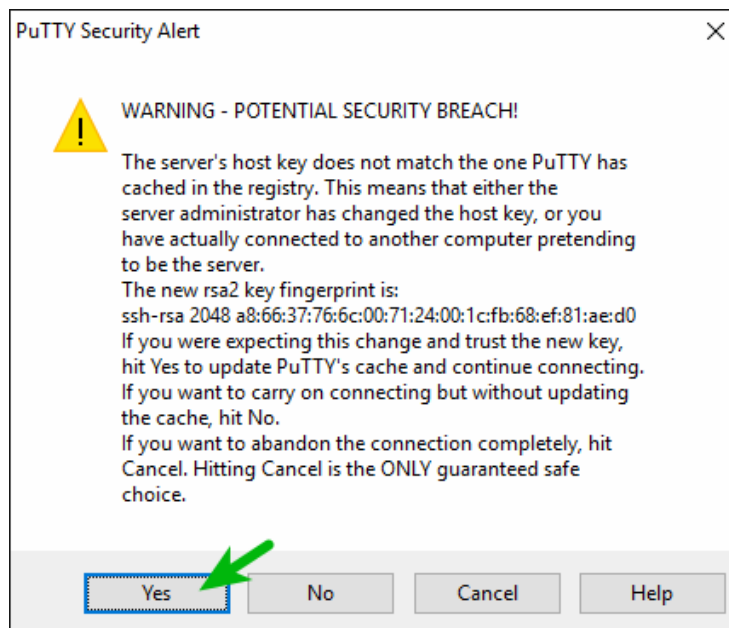 PuTTY Security Alert
WARNING - POTENTIAL SECURITY BREACH!
The server's host key does not match the one PuTTY has
cached in the registry. This means that either the
server administrator has changed the host key, or you
have actually connected to another computer pretending
to be the server.
The new rsa2 key fingerprint is:
ssh-rsa 2048 a8:66:37:76:6c:00:71:24:00:1c:fb:68:ef:81:ae:d0
If you were expecting this change and trust the new key,
hit Yes to update PuTTY's cache and continue connecting.
If you want to carry on connecting but without updating
the cache, hit No.
If you want to abandon the connection completely, hit
Cancel. Hitting Cancel is the ONLY guaranteed safe
choice.
Yes No Cancel Help